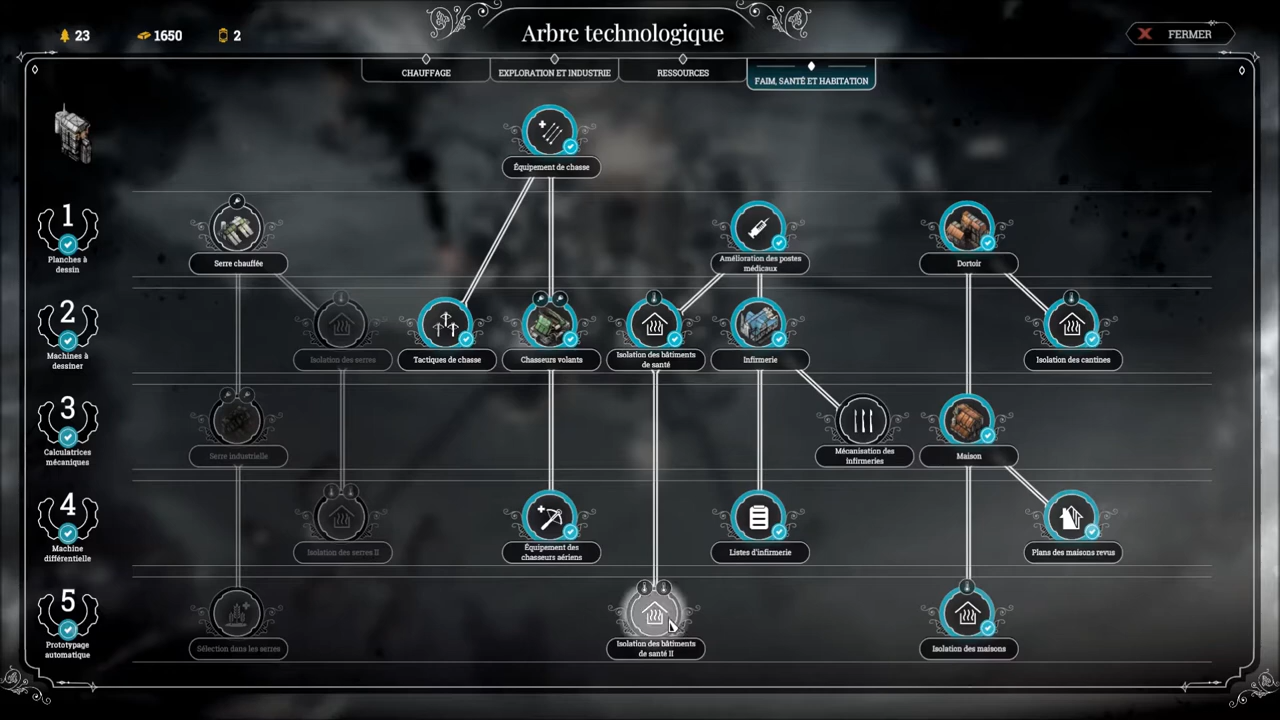 23
1650
2
Arbre technologique
FERMER
CHAUFFAGE
EXPLORATION ET INDUSTRIE
RESSOURCES
FAIM, SANTÉ ET HABITATION
Équipement de chasse
1
Planches à
dessin
Serre chauffée
Amélioration des postes
médicaux
Dortoir
2
Machines à
dessiner
Isolation des serres
Tactiques de chasse
Chasseurs volants
Isolation des bâtiments
de santé
Infirmerie
Isolation des cantines
3
Calculatrices
mécaniques
Serre industrielle
Mécanisation des
infirmeries
Maison
4
Machine
différentielle
Isolation des serres II
Équipement des
chasseurs aériens
Listes d'infirmerie
Plans des maisons revus
5
Prototypage
automatique
Sélection dans les serres
Isolation des bâtiments
de santé II
Isolation des maisons